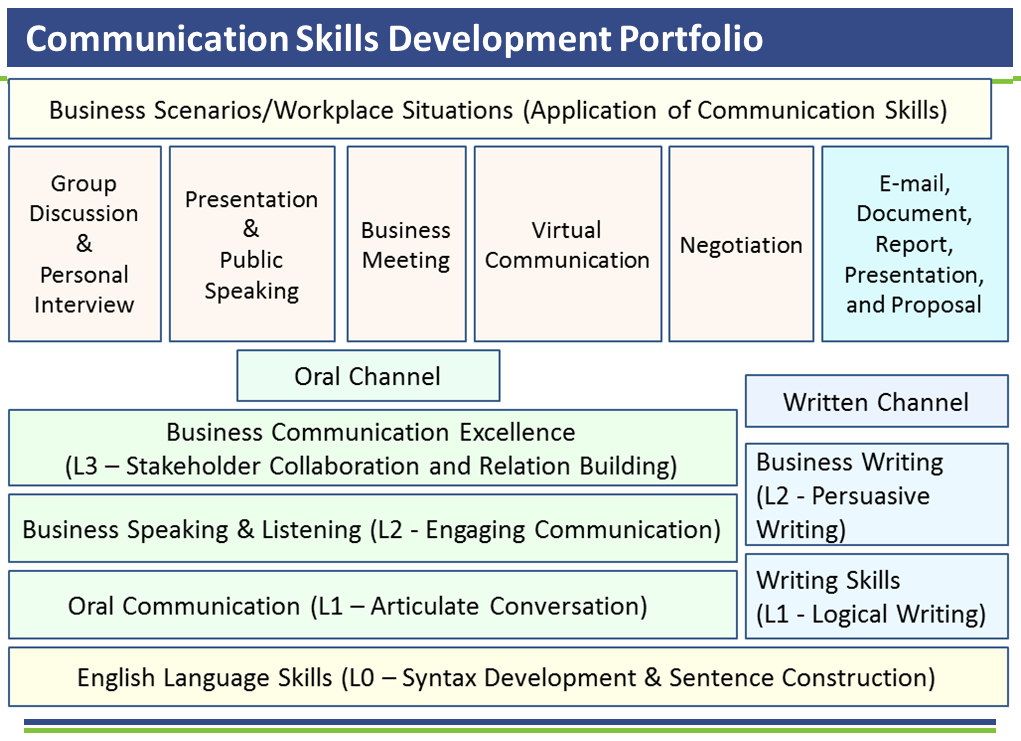 Communication Skills Development Portfolio
Business Scenarios/Workplace Situations (Application of Communication Skills)
Group
Discussion
&
Personal
Interview
Presentation
&
Public
Speaking
Business
Meeting
Virtual
Communication
Negotiation
E-mail,
Document,
Report,
Presentation,
and Proposal
Oral Channel
Written Channel
Business Communication Excellence
(L3 – Stakeholder Collaboration and Relation Building)
Business Writing
(L2 - Persuasive
Writing)
Business Speaking & Listening (L2 - Engaging Communication)
Oral Communication (L1 – Articulate Conversation)
Writing Skills
(L1 - Logical Writing)
English Language Skills (L0 – Syntax Development & Sentence Construction)